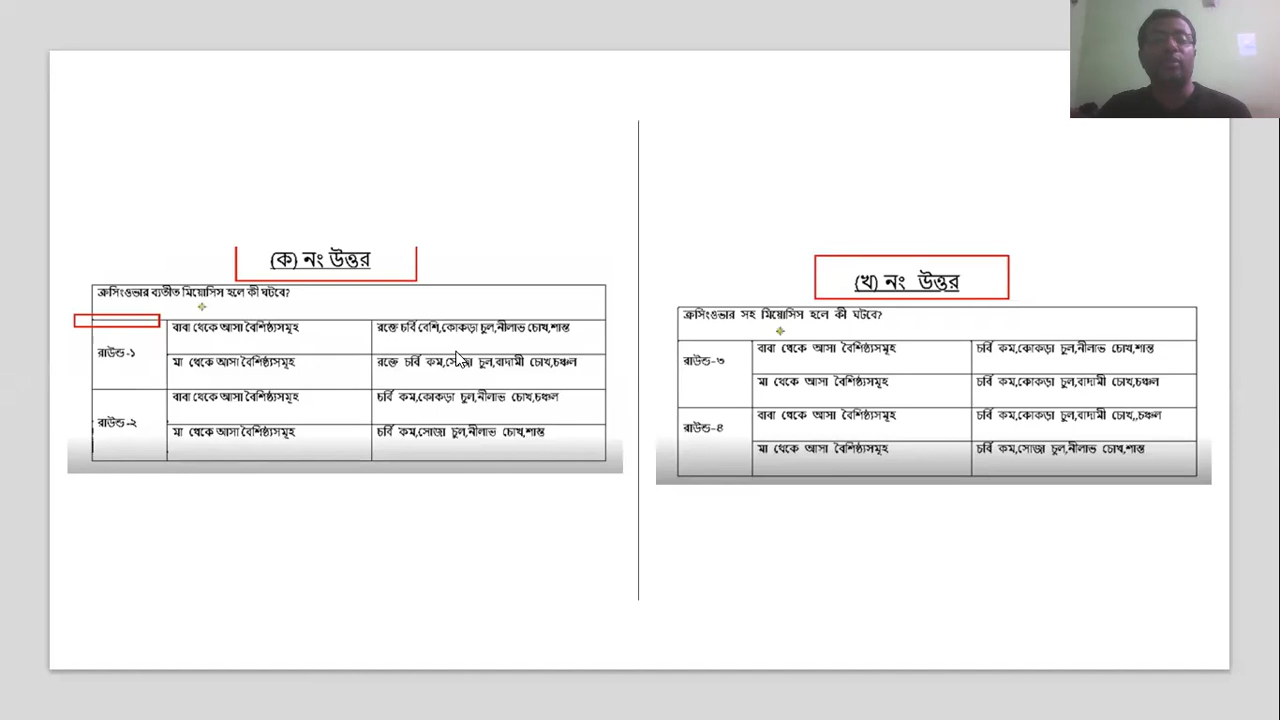 (ক) নং উত্তর
ক্রসিংওভার ব্যতীত মিয়োসিস হলে কী ঘটবে?
রাউন্ড-১
বাবা থেকে আসা বৈশিষ্ঠ্যসমূহ
রক্তে চর্বি বেশি,কোকড়া চুল,নীলাভ চোখ,শান্ত
মা থেকে আসা বৈশিষ্ঠ্যসমূহ
রক্তে চর্বি কম, চুল,বাদামী চোখ,চঞ্চল
রাউন্ড-২
বাবা থেকে আসা বৈশিষ্ঠ্যসমূহ
চর্বি কম,কোকড়া চুল,নীলাভ চোখ,চঞ্চল
মা থেকে আসা বৈশিষ্ঠ্যসমূহ
চর্বি কম,সোজা চুল,নীলাভ চোখ,শান্ত
(খ) নং উত্তর
ক্রসিংওভার সহ মিয়োসিস হলে কী ঘটবে?
রাউন্ড-৩
বাবা থেকে আসা বৈশিষ্ঠ্যসমূহ
চর্বি কম,কোকড়া চুল,নীলাভ চোখ,শান্ত
মা থেকে আসা বৈশিষ্ঠ্যসমূহ
চর্বি কম,কোকড়া চুল,বাদামী চোখ,চঞ্চল
রাউন্ড-৪
বাবা থেকে আসা বৈশিষ্ঠ্যসমূহ
চর্বি কম,কোকড়া চুল,বাদামী চোখ,,চঞ্চল
মা থেকে আসা বৈশিষ্ঠ্যসমূহ
চর্বি কম,সোজা চুল,নীলাভ চোখ,শান্ত